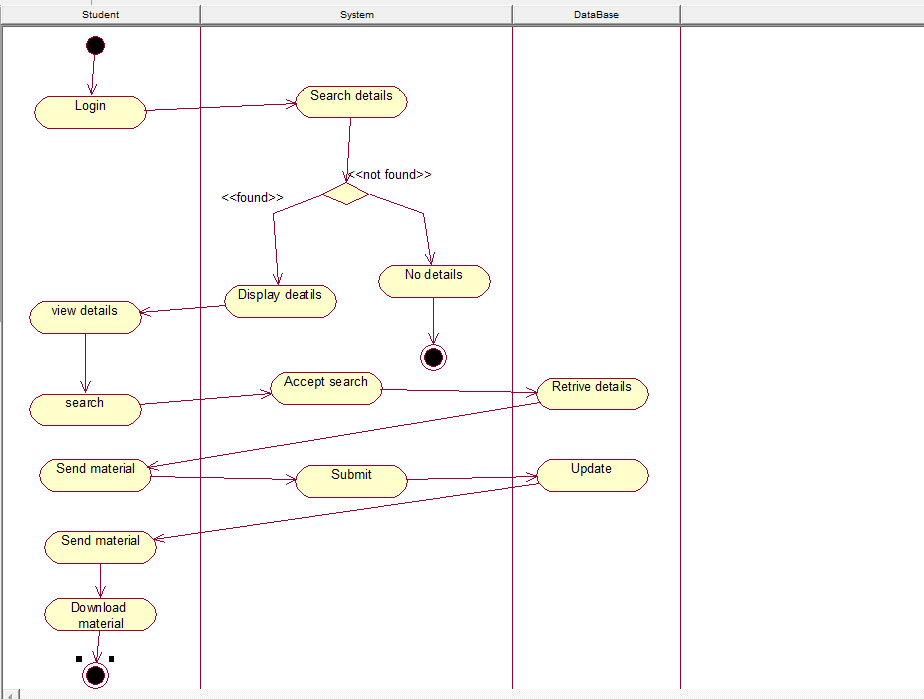 Student
System
DataBase
Login
Search details
<<not found>>
<<found>>
No details
Display deatils
view details
Accept search
Retrive details
search
Send material
Submit
Update
Send material
Download
material